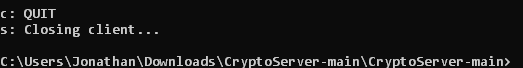 c: QUIT
s: Closing client...
C:\Users\Jonathan\Downloads\CryptoServer-main\CryptoServer-main>